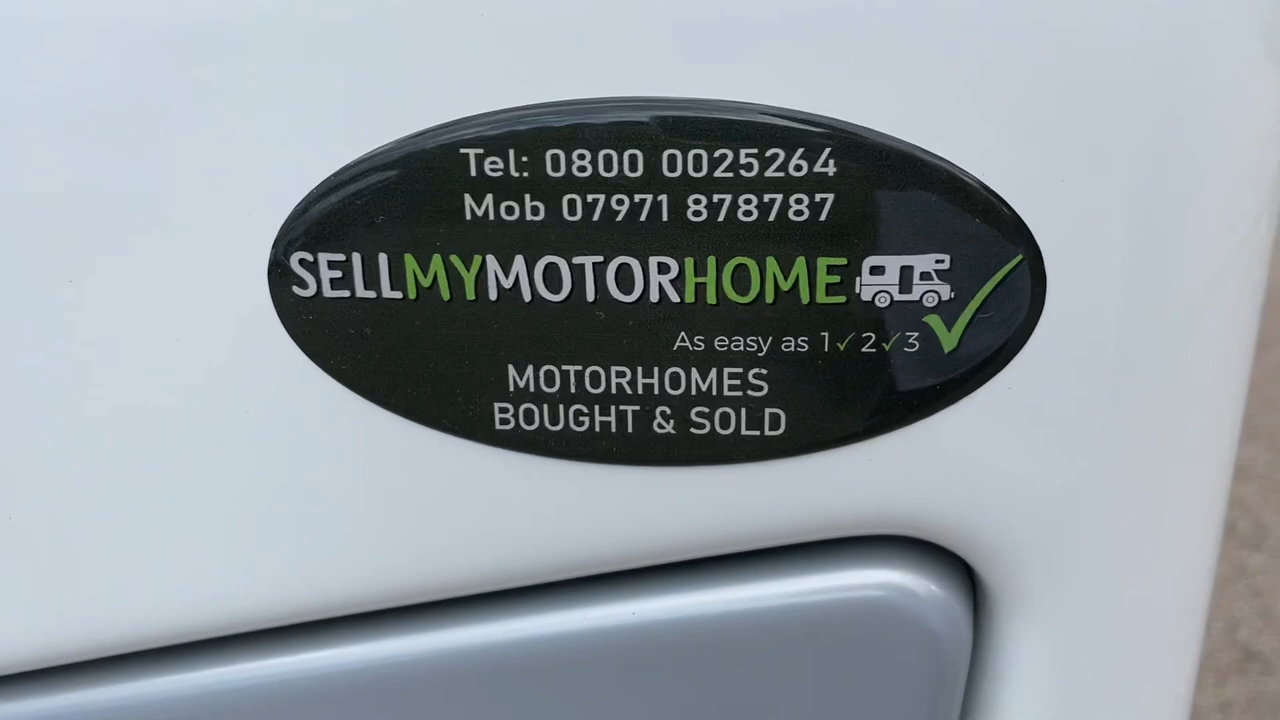 Tel: 0800 0025264
Mob 07971 878787
SELLMYMOTORHOME
As easy as 1✓2✓3
MOTORHOMES
BOUGHT & SOLD